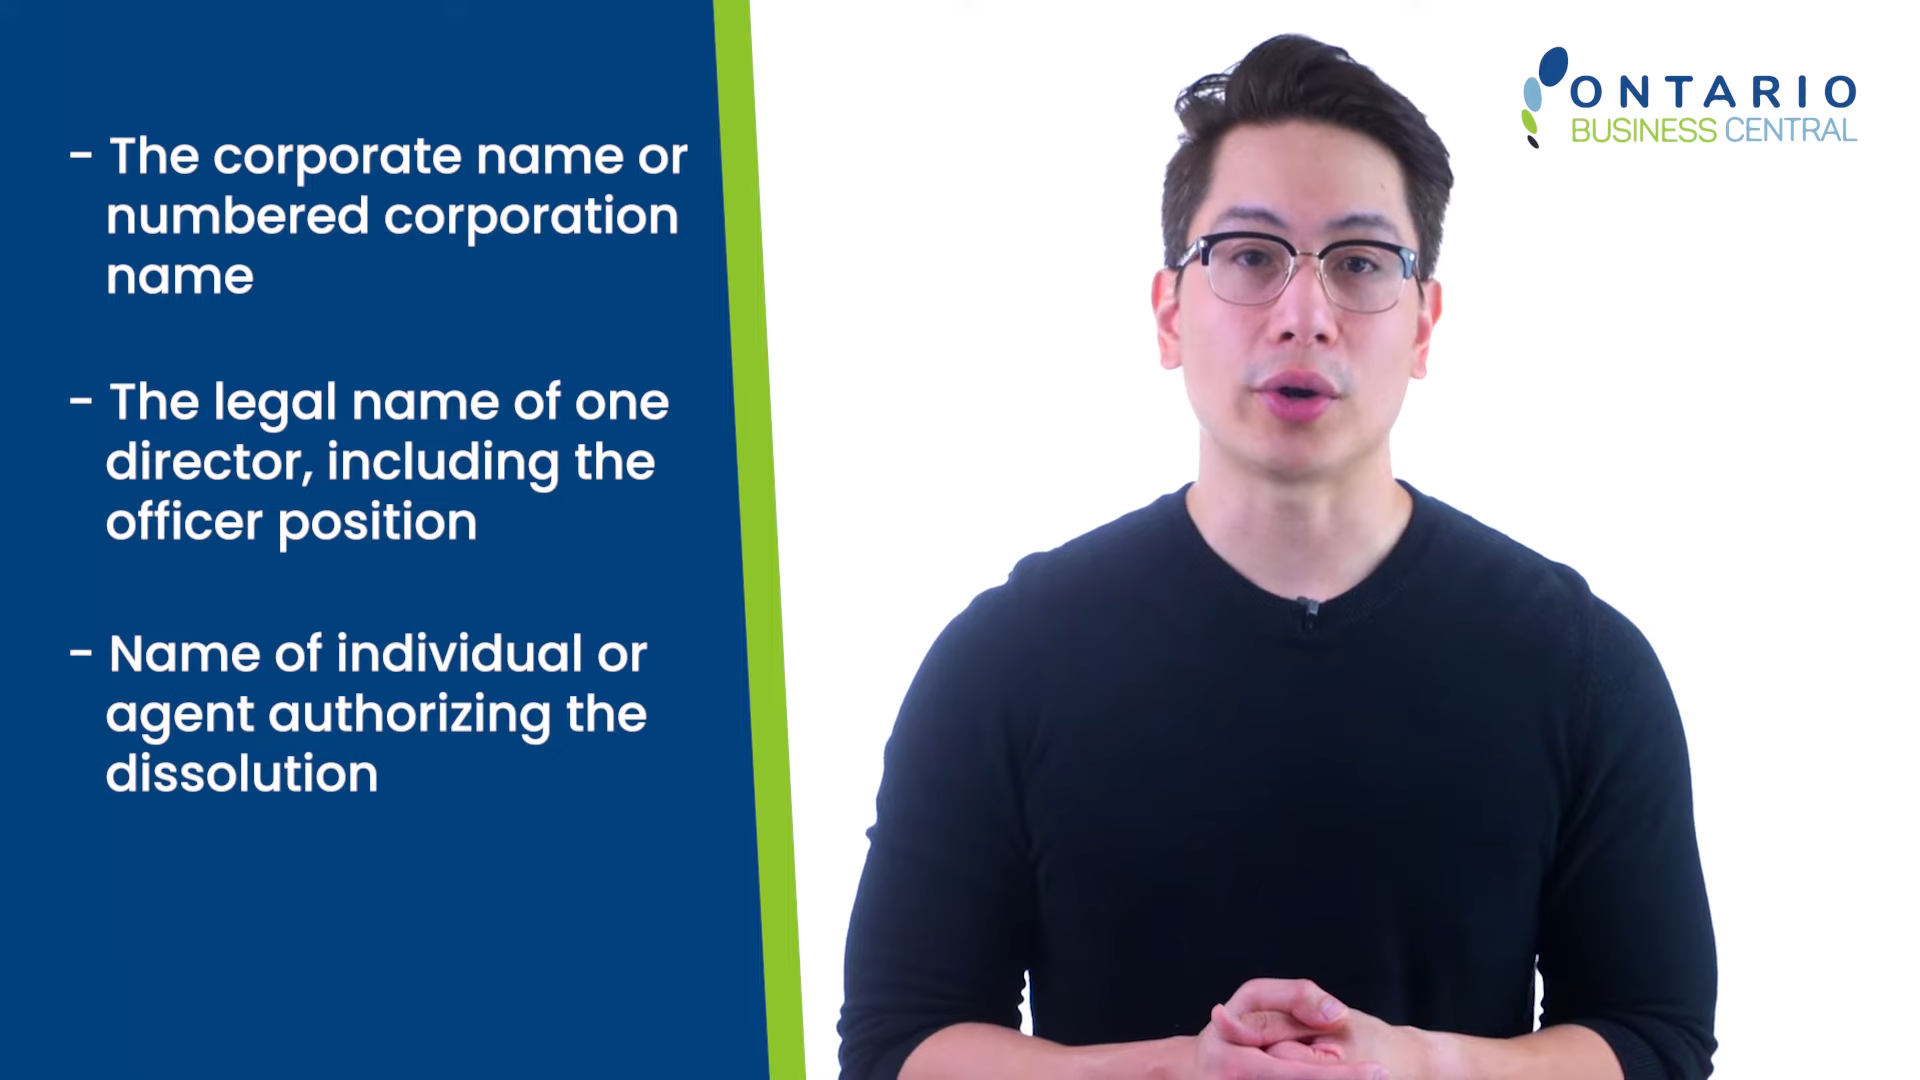 - The corporate name or
numbered corporation
name
- The legal name of one
director, including the
officer position
- Name of individual or
agent authorizing the
dissolution
ONTARIO
BUSINESS CENTRAL